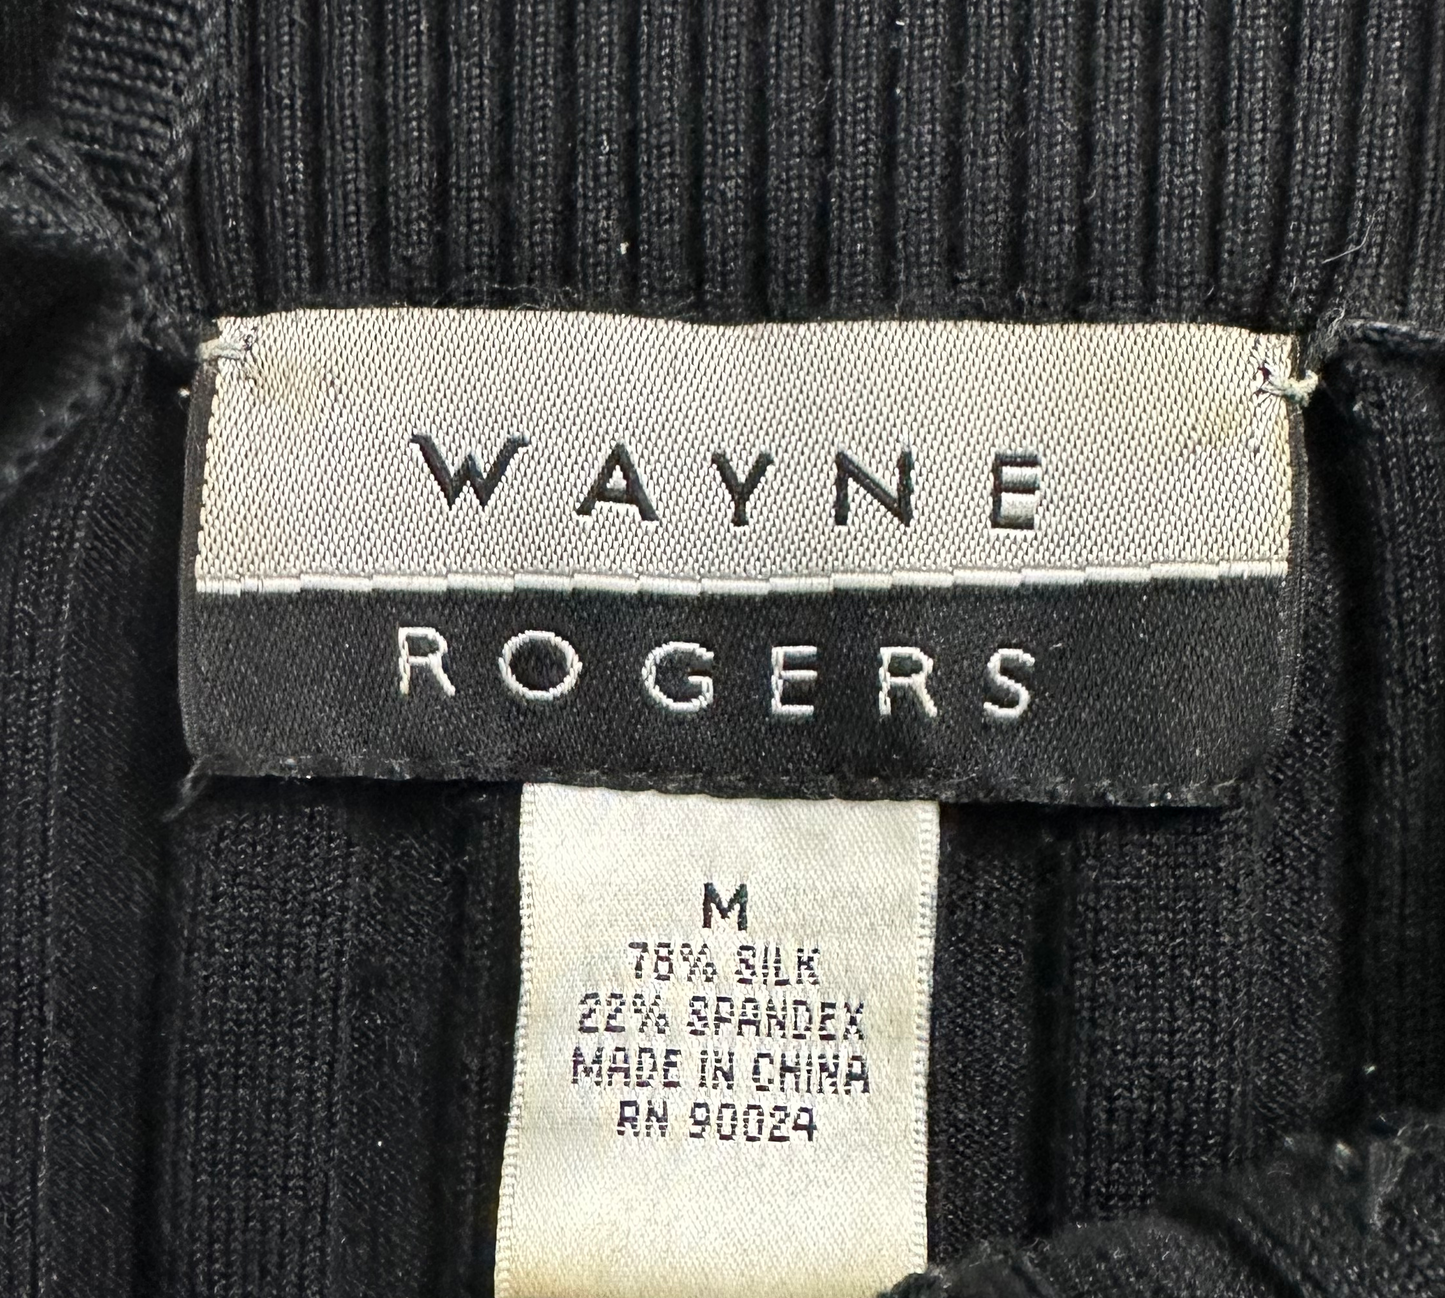 WAYNE
ROGERS
M
78% SILK
22% SPANDEX
MADE IN CHINA
RN 90024